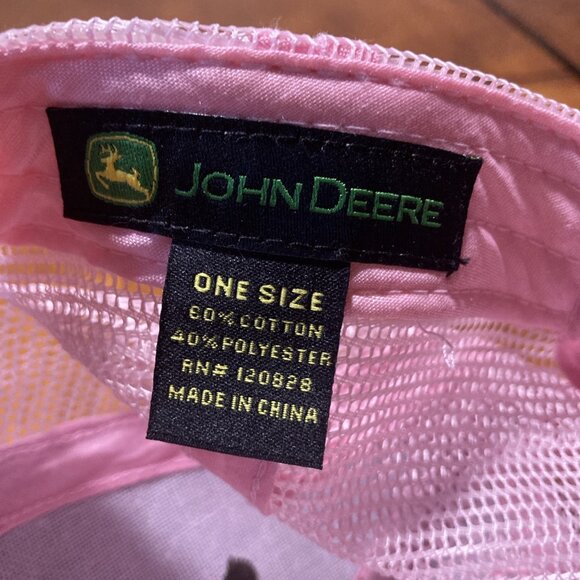 JOHN DEERE
ONE SIZE
60% COTTON
40% POLYESTER
RN# 120828
MADE IN CHINA